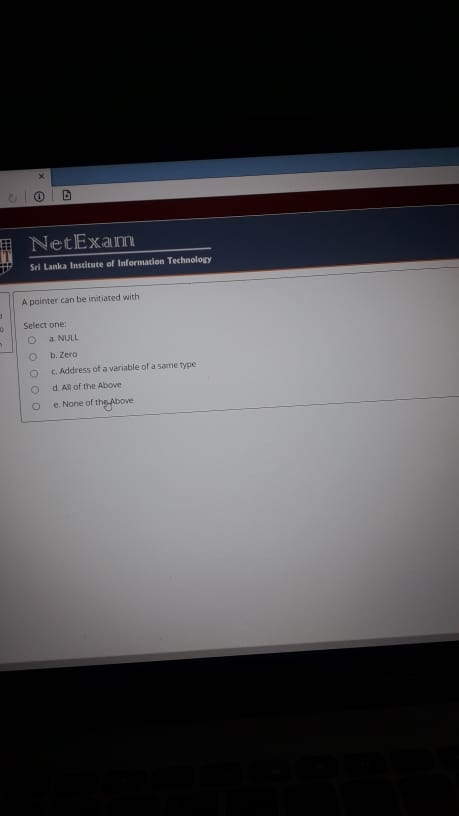 NetExam
Sri Lanka Institute of Information Technology
A pointer can be initiated with
Select one:
a. NULL
b. Zero
c. Address of a variable of a same type
d. All of the Above
e. None of the Above